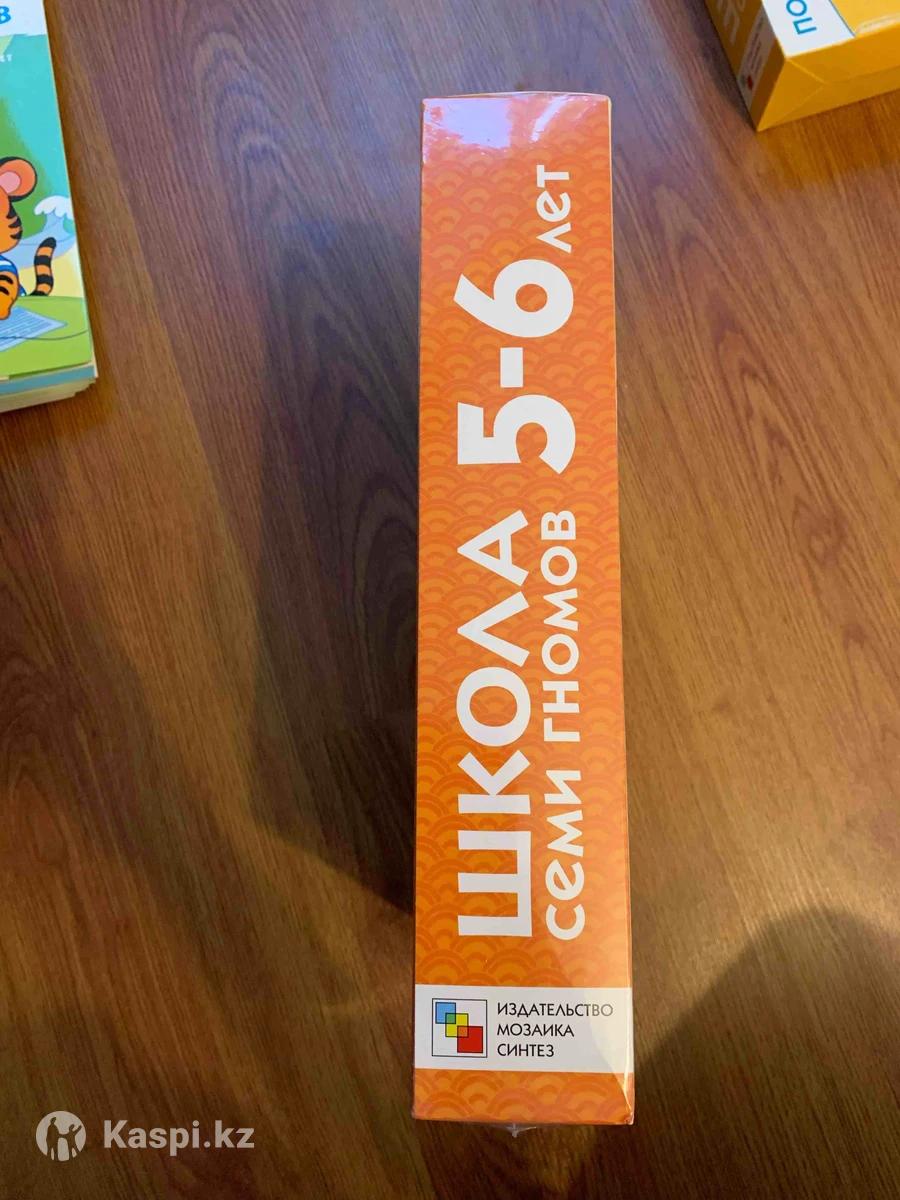 ШКОЛА 5-6 лет
семи гномов
ИЗДАТЕЛЬСТВО
МОЗАИКА
СИНТЕЗ
Kaspi.kz